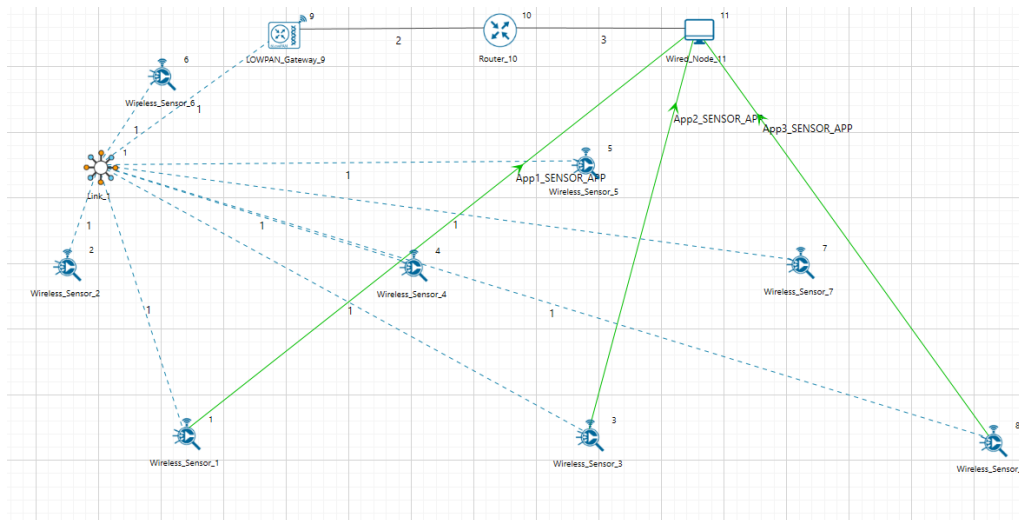 9
10
11
2
3
LOWPAN_Gateway_9
Router_10
Wired_Node_11
6
Wireless_Sensor_6
1
1
App2_SENSOR_APP
App3_SENSOR_APP
1
Link_1
5
1
App1_SENSOR_APP
Wireless_Sensor_5
1
1
1
2
4
7
Wireless_Sensor_2
Wireless_Sensor_4
Wireless_Sensor_7
1
1
1
1
3
8
Wireless_Sensor_1
Wireless_Sensor_3
Wireless_Sensor_